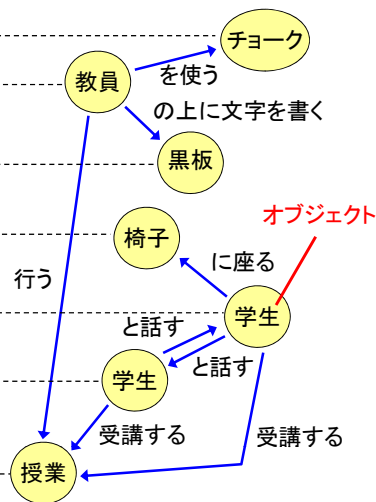 チョーク
教員
を使う
の上に文字を書く
黒板
オブジェクト
椅子
に座る
行う
学生
と話す
と話す
学生
受講する
受講する
授業